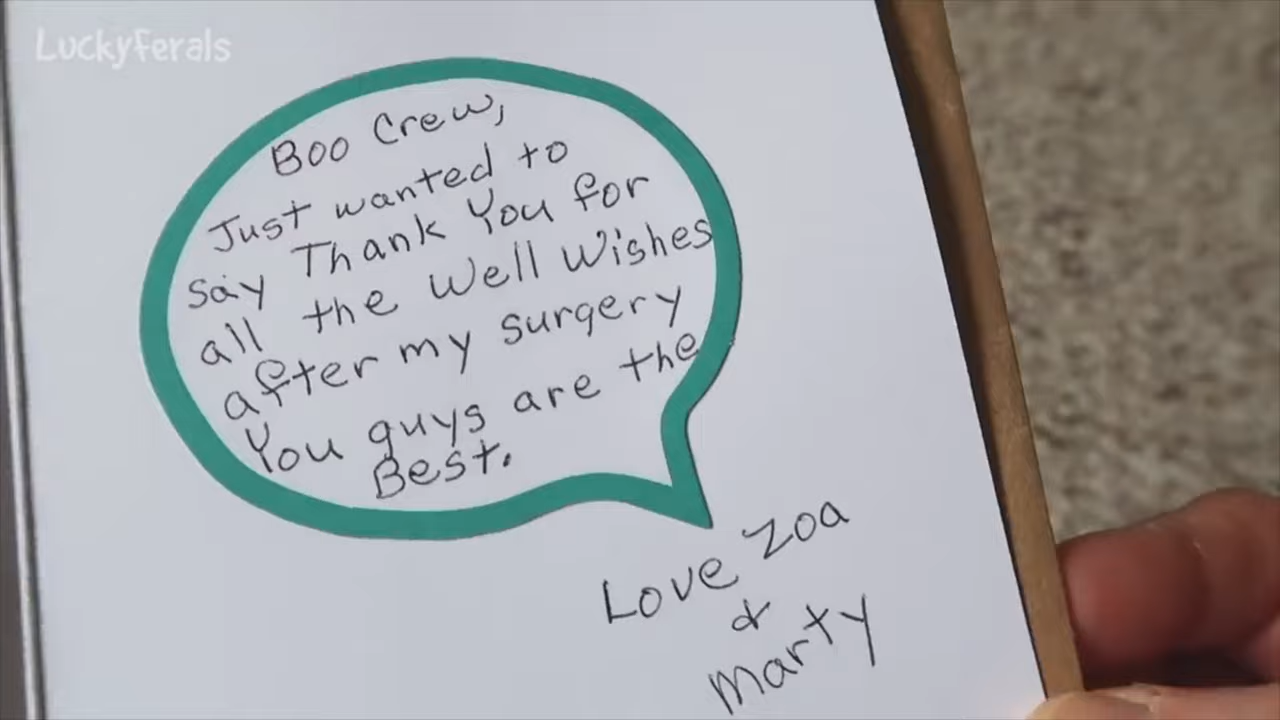 LuckyFerals
Boo Crew,
Just wanted to
say Thank You for
all the Well Wishes
after my surgery
You guys are the
Best.
Love Zoa
&
Marty